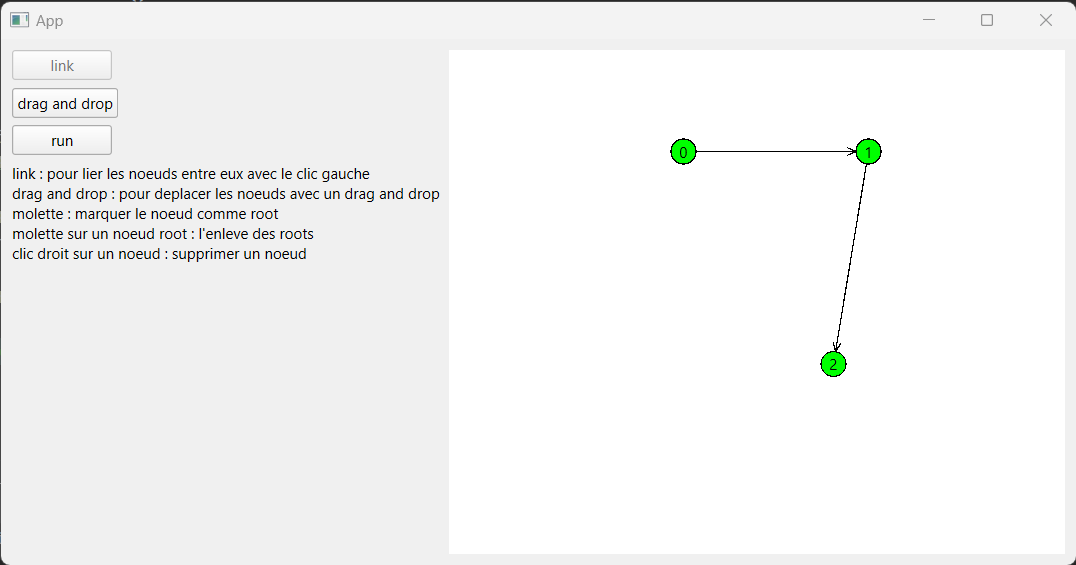 App
link
drag and drop
run
link : pour lier les noeuds entre eux avec le clic gauche
drag and drop : pour deplacer les noeuds avec un drag and drop
molette : marquer le noeud comme root
molette sur un noeud root : l'enleve des roots
clic droit sur un noeud : supprimer un noeud
0
1
2